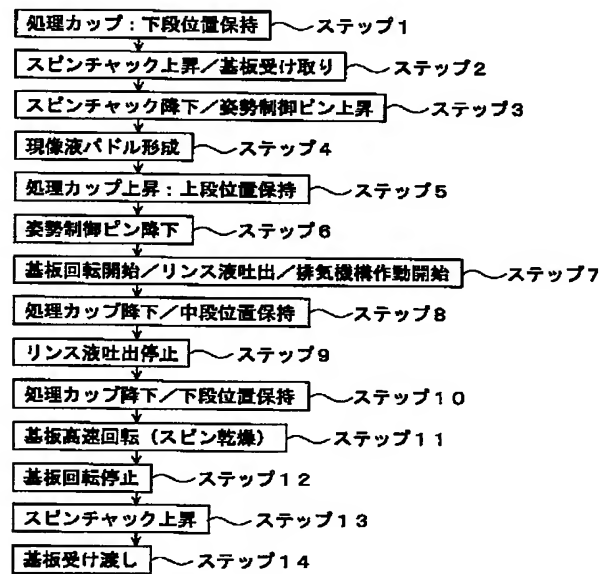 処理カップ：下段位置保持 ステップ1
スピンチャック上昇／基板受け取り ステップ2
スピンチャック降下／姿勢制御ピン上昇 ステップ3
現像液パドル形成 ステップ4
処理カップ上昇：上段位置保持 ステップ5
姿勢制御ピン降下 ステップ6
基板回転開始／リンス液吐出／排気機構作動開始 ステップ7
処理カップ降下／中段位置保持 ステップ8
リンス液吐出停止 ステップ9
処理カップ降下／下段位置保持 ステップ10
基板高速回転（スピン乾燥） ステップ11
基板回転停止 ステップ12
スピンチャック上昇 ステップ13
基板受け渡し ステップ14